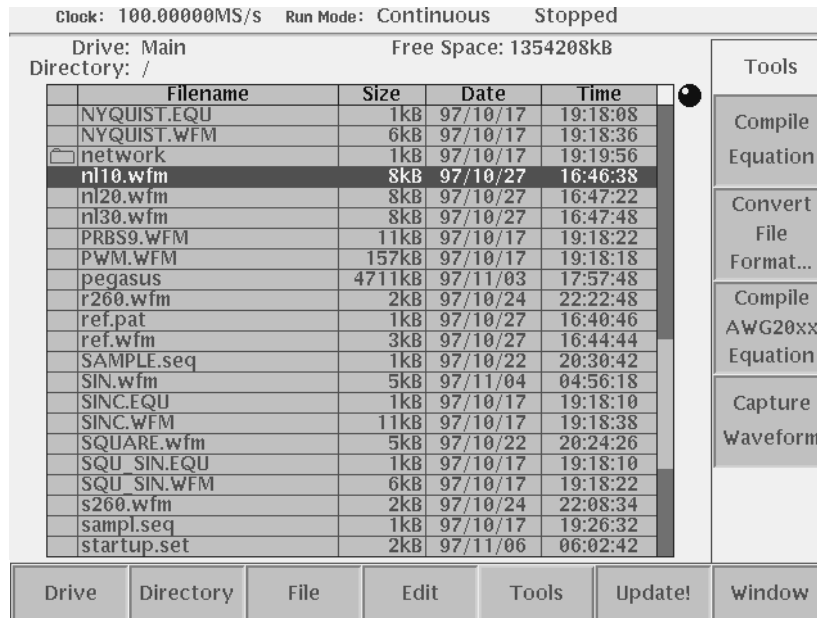 Clock: 100.00000MS/s Run Mode: Continuous Stopped
Drive: Main Free Space: 1354208kB
Directory: /
Filename Size Date Time
NYQUIST.EQU 1kB 97/10/17 19:18:08
NYQUIST.WFM 6kB 97/10/17 19:18:36
network 1kB 97/10/17 19:19:56
nl10.wfm 8kB 97/10/27 16:46:38
nl20.wfm 8kB 97/10/27 16:47:22
nl30.wfm 8kB 97/10/27 16:47:48
PRBS9.WFM 11kB 97/10/17 19:18:22
PWM.WFM 157kB 97/10/17 19:18:18
pegasus 4711kB 97/11/03 17:57:48
r260.wfm 2kB 97/10/24 22:22:48
ref.pat 1kB 97/10/27 16:40:46
ref.wfm 3kB 97/10/27 16:44:44
SAMPLE.seq 1kB 97/10/22 20:30:42
SIN.wfm 5kB 97/11/04 04:56:18
SINC.EQU 1kB 97/10/17 19:18:10
SINC.WFM 11kB 97/10/17 19:18:38
SQUARE.wfm 5kB 97/10/22 20:24:26
SQU_SIN.EQU 1kB 97/10/17 19:18:10
SQU_SIN.WFM 6kB 97/10/17 19:18:22
s260.wfm 2kB 97/10/24 22:08:34
sampl.seq 1kB 97/10/17 19:26:32
startup.set 2kB 97/11/06 06:02:42
Tools
Compile
Equation
Convert
File
Format...
Compile
AWG20xx
Equation
Capture
Waveform
Drive Directory File Edit Tools Update! Window